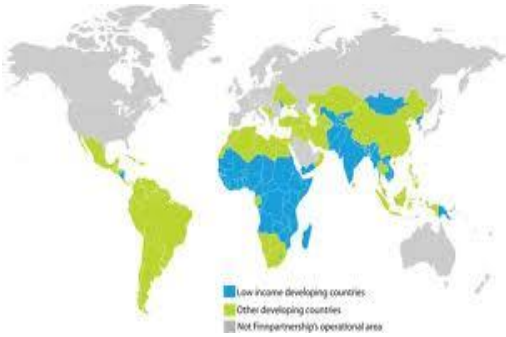 Low income developing countries
Other developing countries
Not Finnpartnership's operational area